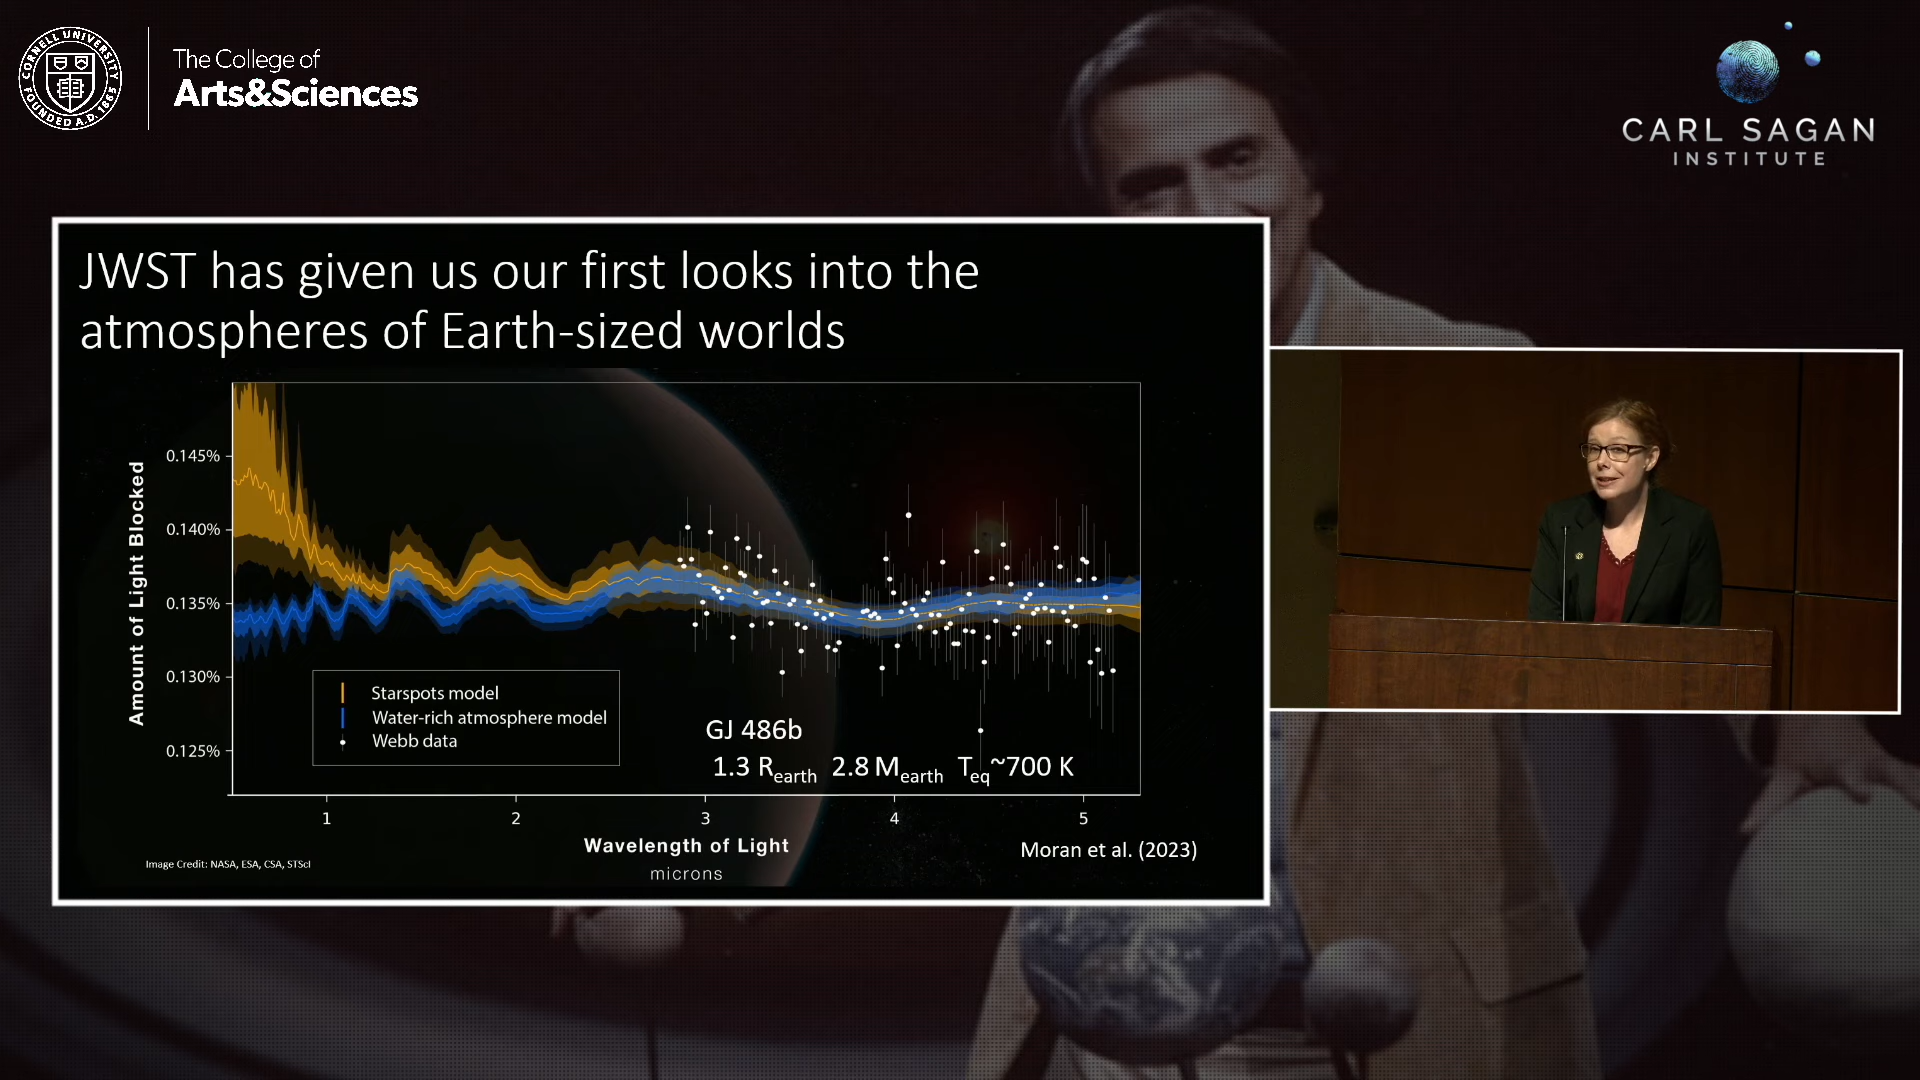 CORNELL UNIVERSITY
FOUNDED A.D. 1865
The College of
Arts&Sciences
CARL SAGAN
INSTITUTE
JWST has given us our first looks into the
atmospheres of Earth-sized worlds
Amount of Light Blocked
0.145%
0.140%
0.135%
0.130%
0.125%
Starspots model
Water-rich atmosphere model
Webb data
GJ 486b
1.3 Rearth 2.8 Mearth Teq~700 K
1 2 3 4 5
Wavelength of Light
microns
Moran et al. (2023)
Image Credit: NASA, ESA, CSA, STScI